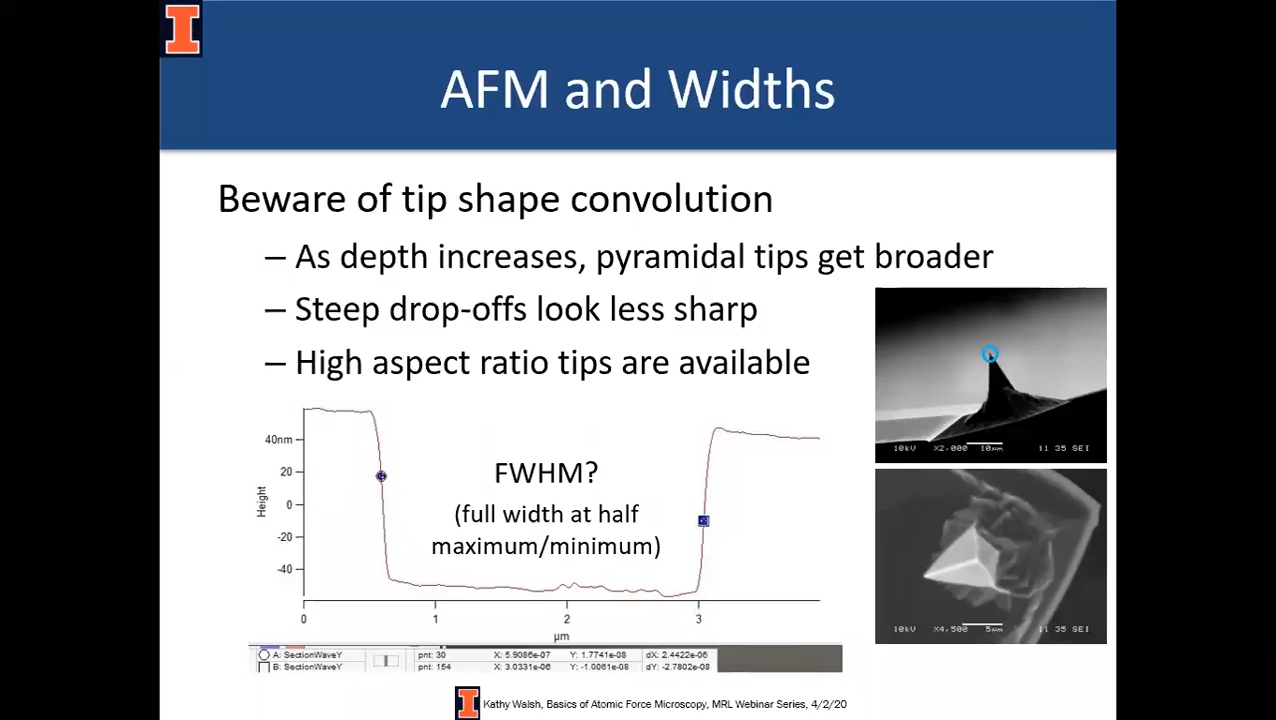 AFM and Widths
Beware of tip shape convolution
– As depth increases, pyramidal tips get broader
– Steep drop-offs look less sharp
– High aspect ratio tips are available
10kV X2,000 10µm 11 35 SEI
10kV X4,500 5µm 11 35 SEI
FWHM?
(full width at half
maximum/minimum)
Height
40nm
20
0
-20
-40
0 1 2 3
µm
A: SectionWaveY pnt: 30 X: 5.9086e-07 Y: 1.7741e-08 dX: 2.4422e-06
B: SectionWaveY pnt: 154 X: 3.0331e-06 Y: -1.0061e-08 dY: -2.7802e-08
I Kathy Walsh, Basics of Atomic Force Microscopy, MRL Webinar Series, 4/2/20